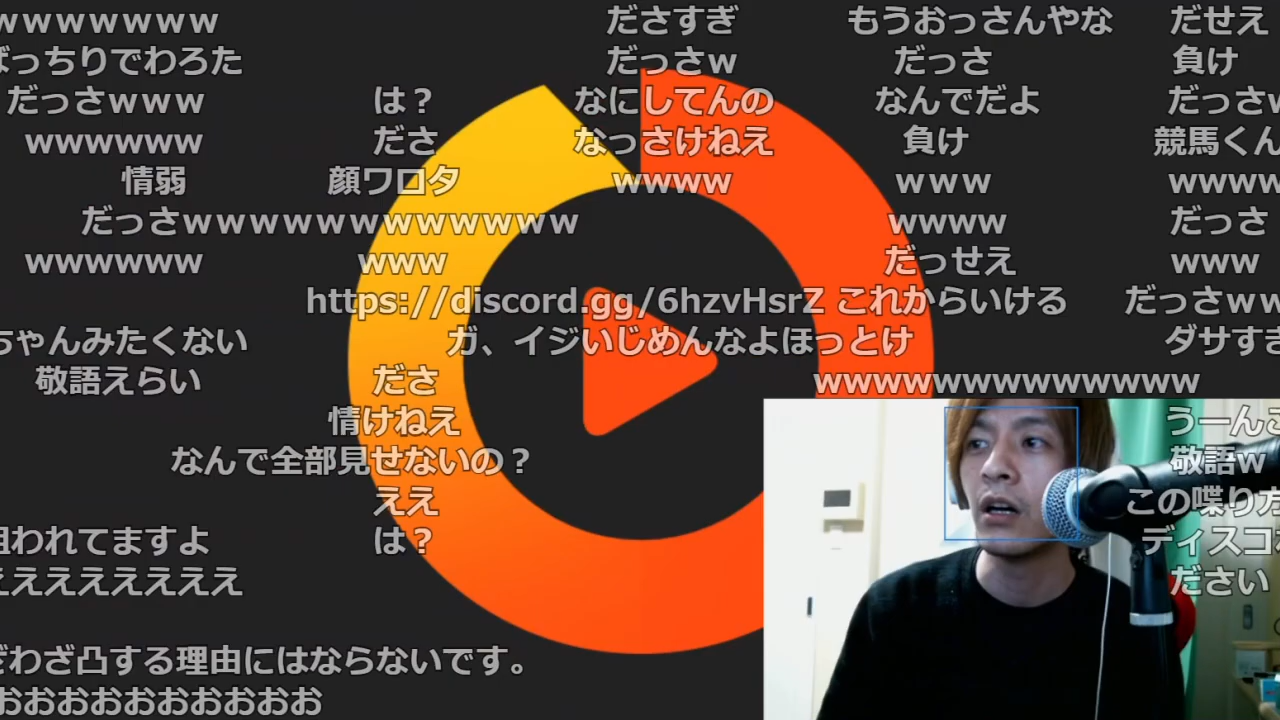 wwwwwww ださすぎ もうおっさんやな だせえ
ばっちりでわろた だっさw だっさ 負け
だっさwww は？ なにしてんの なんでだよ だっさw
wwwwww ださ なっさけねえ 負け 競馬くん
情弱 顔ワロタ wwww www wwww
だっさwwwwwwwwwwwww wwww だっさ
wwwwww www だっせえ www
https://discord.gg/6hzvHsrZ これからいける だっさww
ちゃんみたくない ガ、イジいじめんなよほっとけ ダサすぎ
敬語えらい ださ wwwwwwwwwwwww
情けねえ うーんこ
なんで全部見せないの？ 敬語w
ええ この喋り方
狙われてますよ は？ ディスコ
えええええええ ださい
ざわざ凸する理由にはならないです。
おおおおおおおおおお